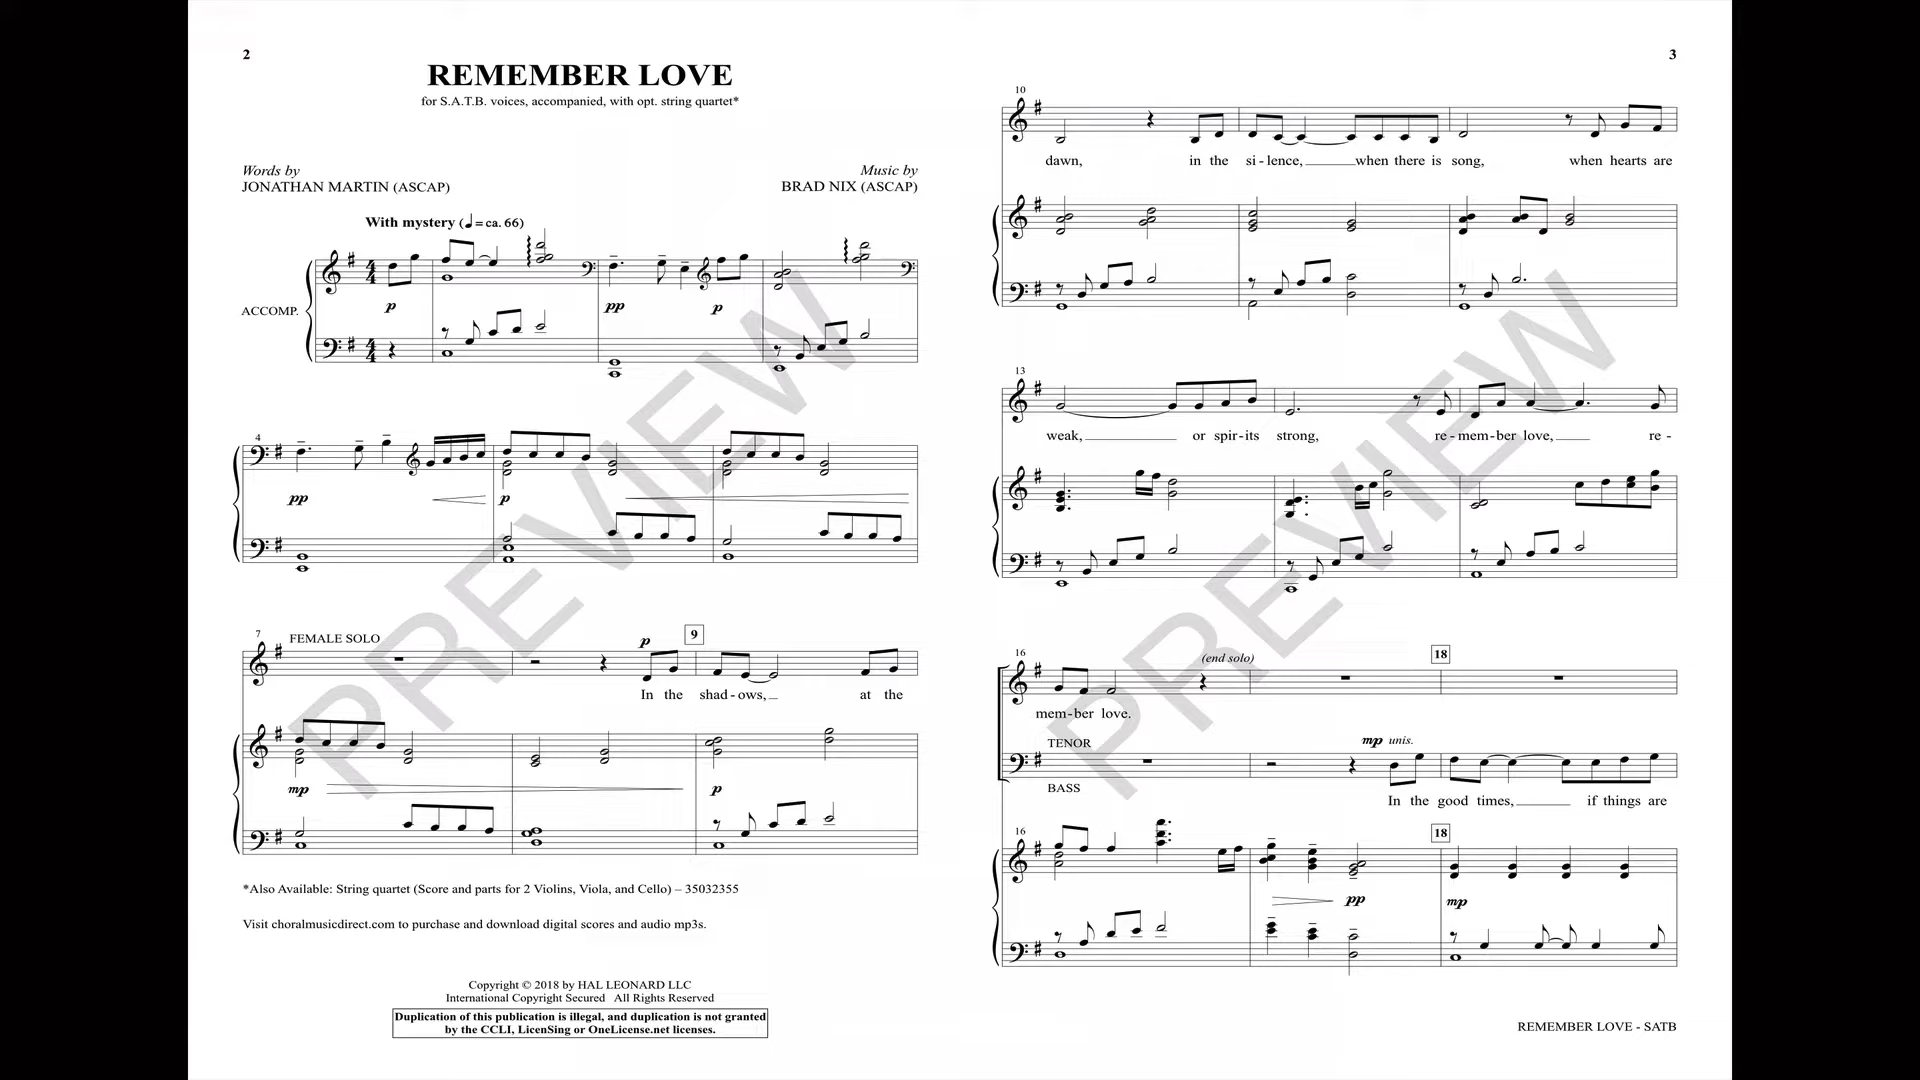 2
REMEMBER LOVE
for S.A.T.B. voices, accompanied, with opt. string quartet*
Words by
JONATHAN MARTIN (ASCAP)
Music by
BRAD NIX (ASCAP)
With mystery (♩=ca. 66)
ACCOMP.
p
pp
p
4
pp
p
7
FEMALE SOLO
p
9
In the shad-ows, at the
mp
p
*Also Available: String quartet (Score and parts for 2 Violins, Viola, and Cello) – 35032355
Visit choralmusicdirect.com to purchase and download digital scores and audio mp3s.
Copyright © 2018 by HAL LEONARD LLC
International Copyright Secured All Rights Reserved
Duplication of this publication is illegal, and duplication is not granted
by the CCLI, LicenSing or OneLicense.net licenses.
PREVIEW
3
10
dawn, in the si-lence, when there is song, when hearts are
13
weak, or spir-its strong, re-mem-ber love, re-
16
(end solo)
18
mem-ber love.
TENOR
mp unis.
BASS
In the good times, if things are
16
18
pp
mp
REMEMBER LOVE - SATB
PREVIEW